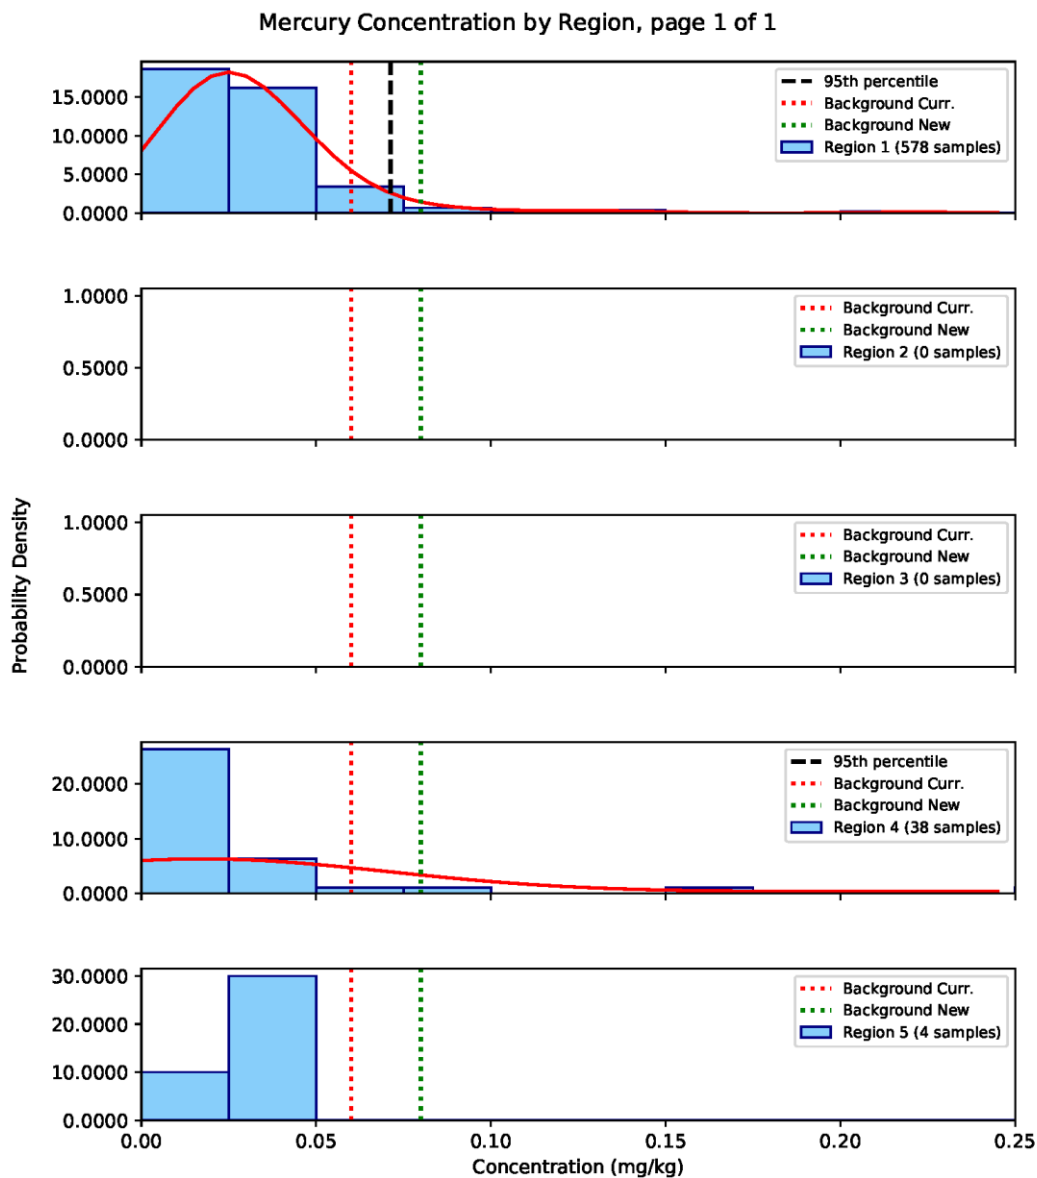 Mercury Concentration by Region, page 1 of 1
15.0000
10.0000
5.0000
0.0000
95th percentile
Background Curr.
Background New
Region 1 (578 samples)
1.0000
0.5000
0.0000
Background Curr.
Background New
Region 2 (0 samples)
Probability Density
1.0000
0.5000
0.0000
Background Curr.
Background New
Region 3 (0 samples)
20.0000
10.0000
0.0000
95th percentile
Background Curr.
Background New
Region 4 (38 samples)
30.0000
20.0000
10.0000
0.0000
Background Curr.
Background New
Region 5 (4 samples)
0.00 0.05 0.10 0.15 0.20 0.25
Concentration (mg/kg)